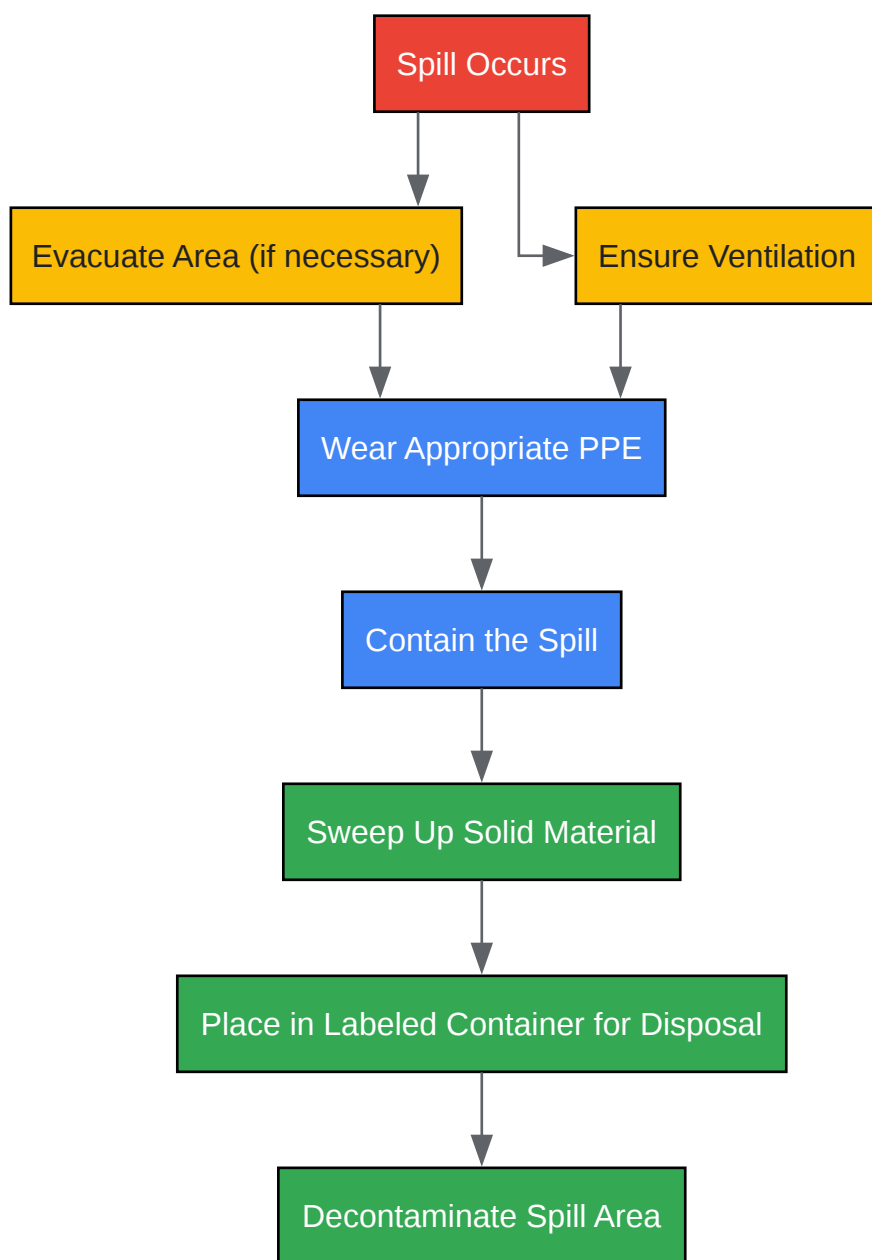 Spill Occurs
Evacuate Area (if necessary)
Ensure Ventilation
Wear Appropriate PPE
Contain the Spill
Sweep Up Solid Material
Place in Labeled Container for Disposal
Decontaminate Spill Area